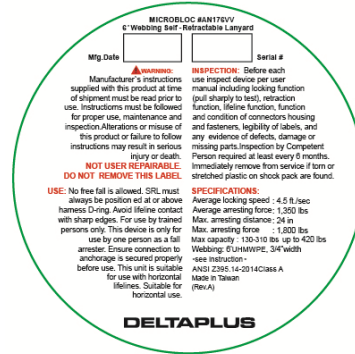 MICROBLOC #AN176VV
6' Webbing Self - Retractable Lanyard
Mfg.Date
Serial #
WARNING:
Manufacturer's instructions
supplied with this product at time
of shipment must be read prior to
use. Instructions must be followed
for proper use, maintenance and
inspection.Alterations or misuse of
this product or failure to follow
instructions may result in serious
injury or death.
NOT USER REPAIRABLE.
DO NOT REMOVE THIS LABEL
USE: No free fall is allowed. SRL must
always be position ed at or above
harness D-ring. Avoid lifeline contact
with sharp edges. For use by trained
persons only. This device is only for
use by one person as a fall
arrester. Ensure connection to
anchorage is secured properly
before use. This unit is suitable
for use with horizontal
lifelines. Suitable for
horizontal use.
INSPECTION: Before each
use inspect device per user
manual including locking function
(pull sharply to test), retraction
function, lifeline function, function
and condition of connectors housing
and fasteners, legibility of labels, and
any evidence of defects, damage or
missing parts.Inspection by Competent
Person required at least every 6 months.
Immediately remove from service if torn or
stretched plastic on shock pack are found.
SPECIFICATIONS:
Average locking speed : 4.5 ft./sec
Average arresting force: 1,350 lbs
Max. arresting distance : 24 in
Max. arresting force : 1,800 lbs
Max capacity : 130-310 lbs up to 420 lbs
Webbing: 6'UHMWPE, 3/4"width
-see Instruction -
ANSI Z395.14-2014Class A
Made In Taiwan
(Rev.A)
DELTAPLUS